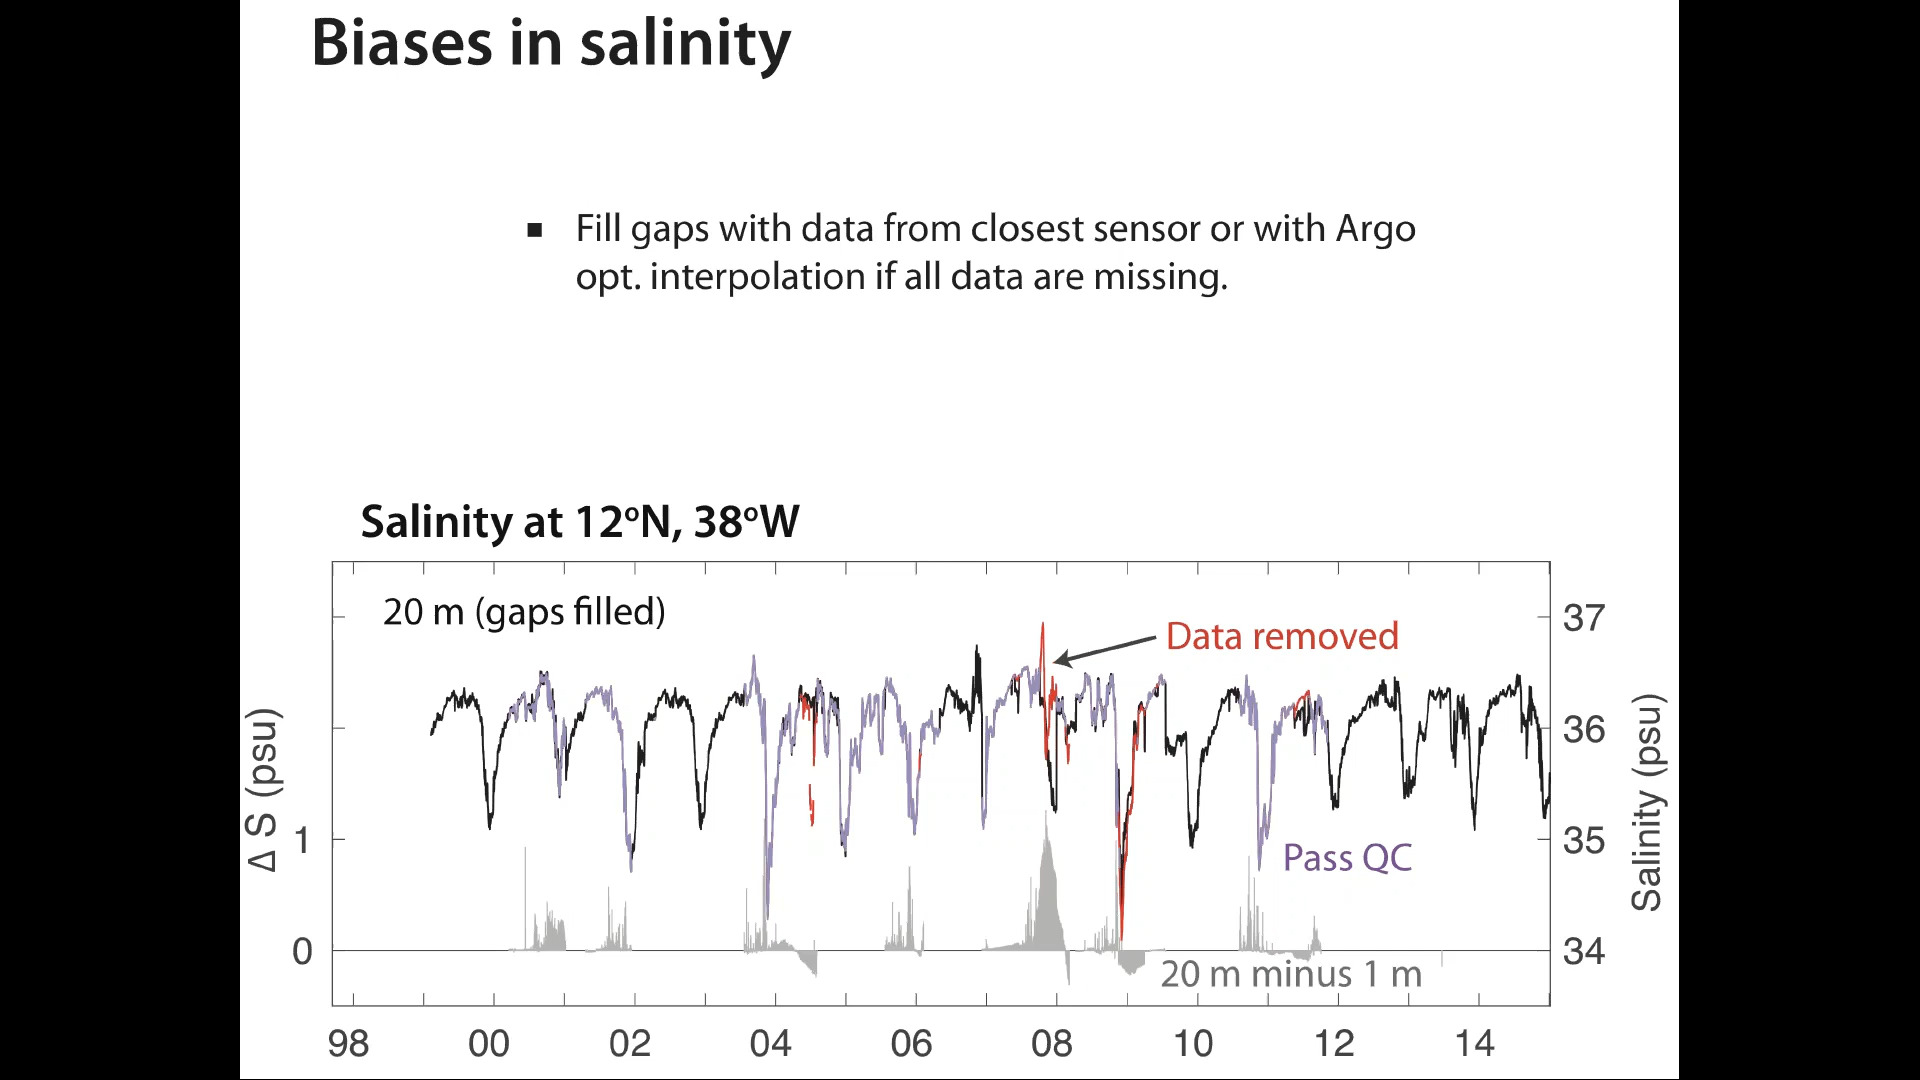 Biases in salinity
▪ Fill gaps with data from closest sensor or with Argo
opt. interpolation if all data are missing.
Salinity at 12ºN, 38ºW
20 m (gaps filled)
Data removed
Pass QC
20 m minus 1 m
Δ S (psu)
1
0
37
36
35
34
Salinity (psu)
98 00 02 04 06 08 10 12 14